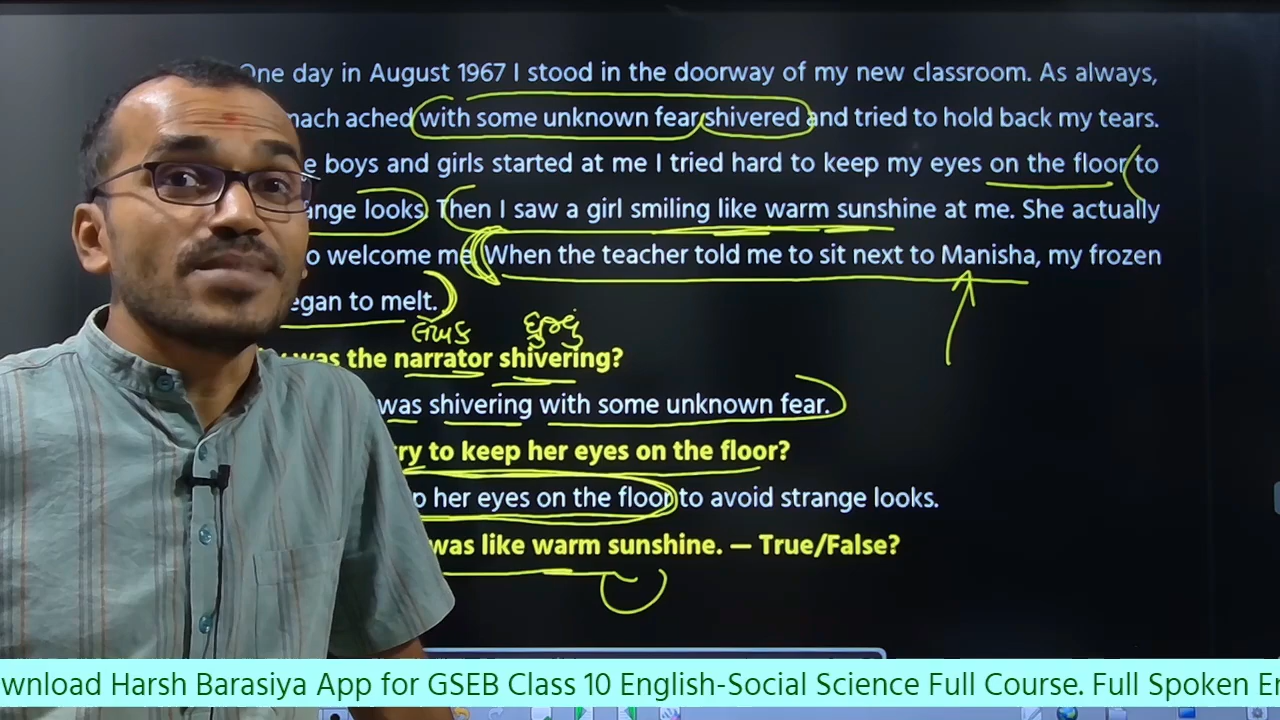 One day in August 1967 I stood in the doorway of my new classroom. As always,
ached with some unknown fear shivered and tried to hold back my tears.
boys and girls started at me I tried hard to keep my eyes on the floor to
looks. Then I saw a girl smiling like warm sunshine at me. She actually
welcome me. When the teacher told me to sit next to Manisha, my frozen
to melt.
લેખક ધ્રુજવું
was the narrator shivering?
was shivering with some unknown fear.
to keep her eyes on the floor?
her eyes on the floor to avoid strange looks.
was like warm sunshine. — True/False?
wnload Harsh Barasiya App for GSEB Class 10 English-Social Science Full Course. Full Spoken En